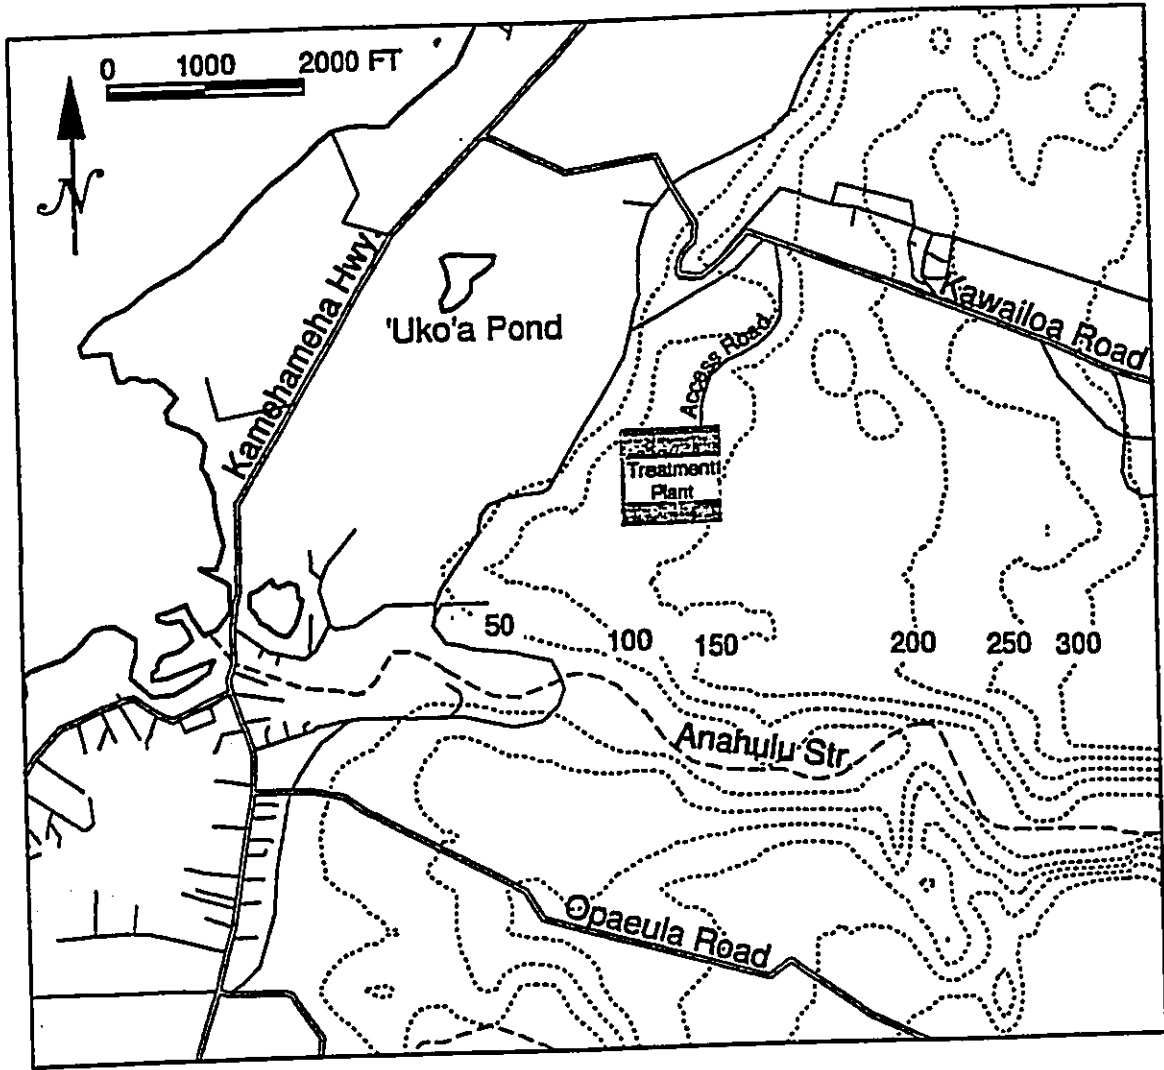 0 1000 2000 FT
N
Kamehameha Hwy
'Uko'a Pond
Kawailoa Road
Access Road
Treatment
Plant
50 100 150 200 250 300
Anahulu Str
Opaeula Road